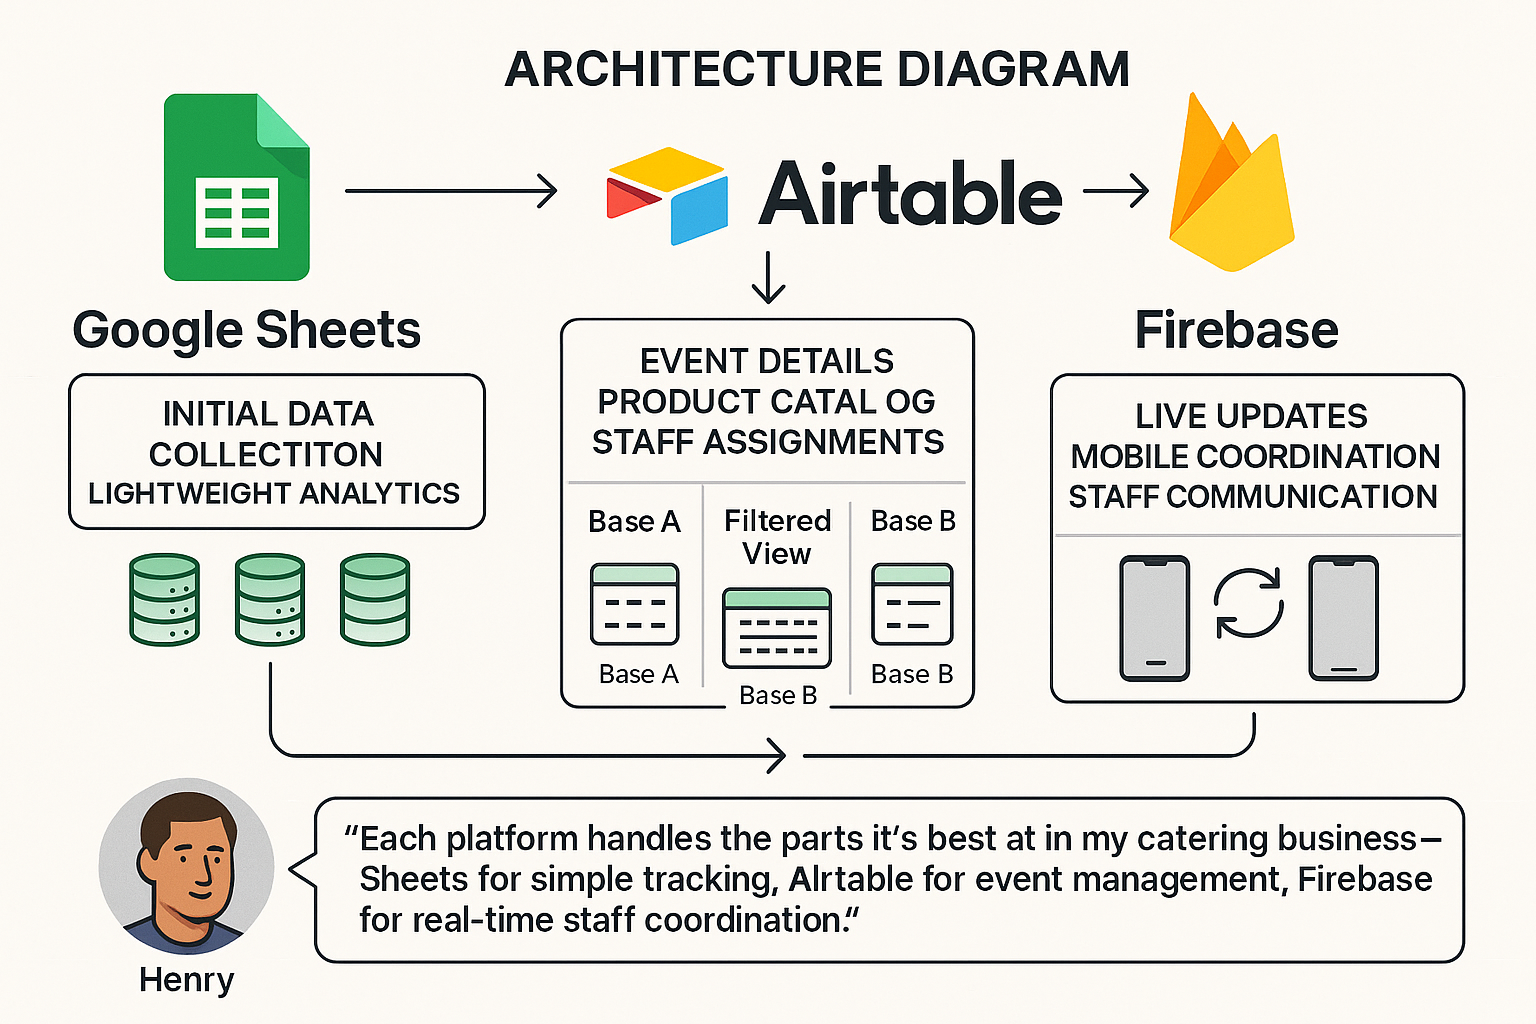 ARCHITECTURE DIAGRAM
Airtable
Google Sheets
INITIAL DATA
COLLECTITON
LIGHTWEIGHT ANALYTICS
EVENT DETAILS
PRODUCT CATAL OG
STAFF ASSIGNMENTS
Base A
Filtered
View
Base B
Base A
Base B
Base B
Firebase
LIVE UPDATES
MOBILE COORDINATION
STAFF COMMUNICATION
Henry
“Each platform handles the parts it‘s best at in my catering business—
Sheets for simple tracking, AIrtable for event management, Firebase
for real-time staff coordination.“